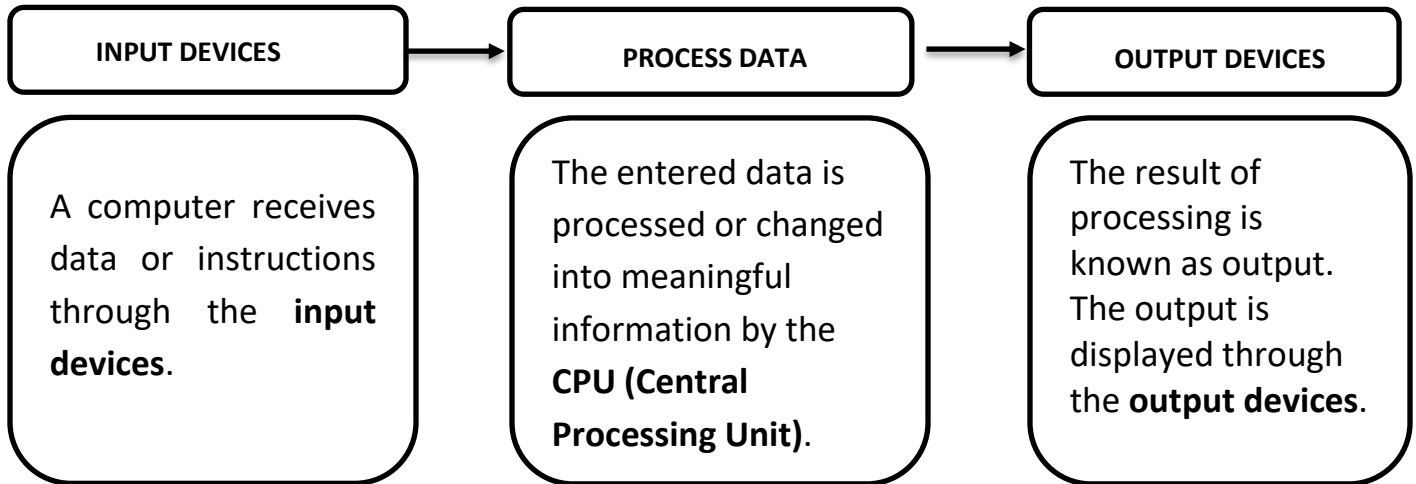 INPUT DEVICES
PROCESS DATA
OUTPUT DEVICES
A computer receives
data or instructions
through the input
devices.
The entered data is
processed or changed
into meaningful
information by the
CPU (Central
Processing Unit).
The result of
processing is
known as output.
The output is
displayed through
the output devices.